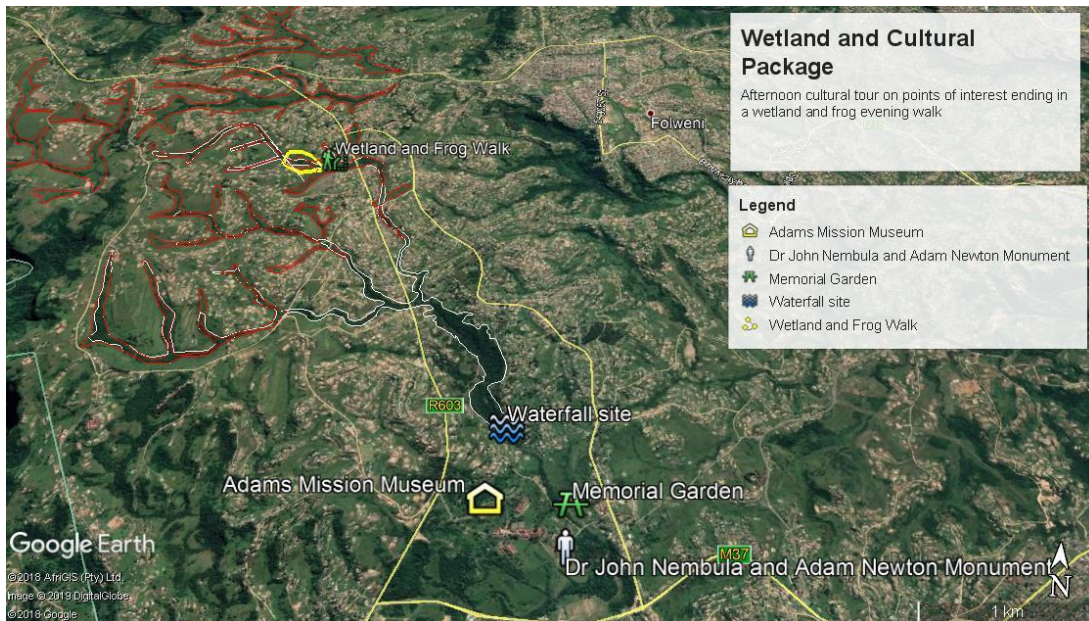 Wetland and Cultural
Package
Afternoon cultural tour on points of interest ending in
a wetland and frog evening walk
Folweni
Wetland and Frog Walk
Legend
Adams Mission Museum
Dr John Nembula and Adam Newton Monument
Memorial Garden
Waterfall site
Wetland and Frog Walk
R603
Waterfall site
Adams Mission Museum
Memorial Garden
Google Earth
M37
Dr John Nembula and Adam Newton Monument
©2018 AfriGIS (Pty) Ltd.
Image © 2019 DigitalGlobe
©2018 Google
N
1 km